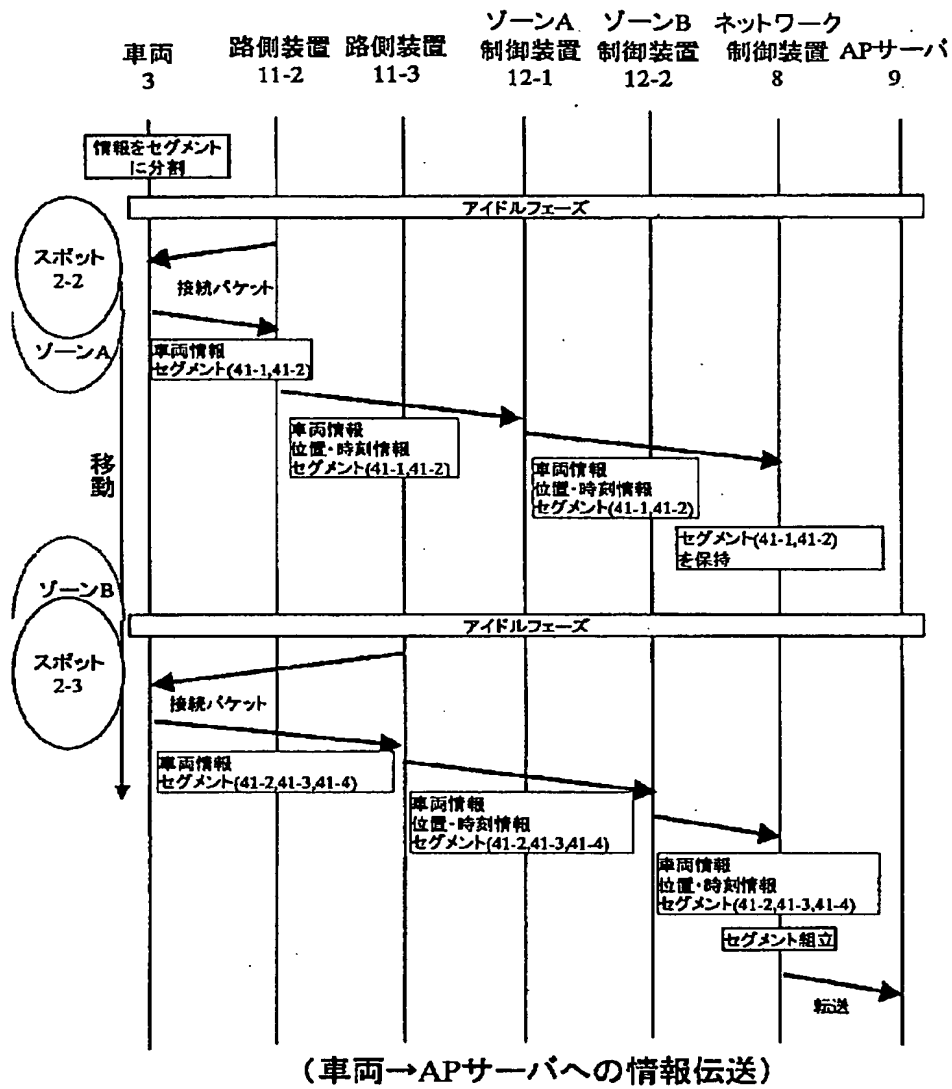 車両
3
路側装置
11-2
路側装置
11-3
ゾーンA
制御装置
12-1
ゾーンB
制御装置
12-2
ネットワーク
制御装置
8
APサーバ
9
情報をセグメント
に分割
アイドルフェーズ
スポット
2-2
接続パケット
ゾーンA
車両情報
セグメント(41-1,41-2)
車両情報
位置・時刻情報
セグメント(41-1,41-2)
車両情報
位置・時刻情報
セグメント(41-1,41-2)
移動
セグメント(41-1,41-2)
を保持
ゾーンB
アイドルフェーズ
スポット
2-3
接続パケット
車両情報
セグメント(41-2,41-3,41-4)
車両情報
位置・時刻情報
セグメント(41-2,41-3,41-4)
車両情報
位置・時刻情報
セグメント(41-2,41-3,41-4)
セグメント組立
転送
(車両→APサーバへの情報伝送)